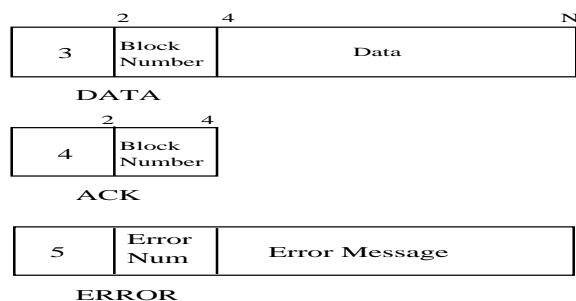 2 4 N
3 Block Number Data
DATA
2 4
4 Block Number
ACK
5 Error Num Error Message
ERROR